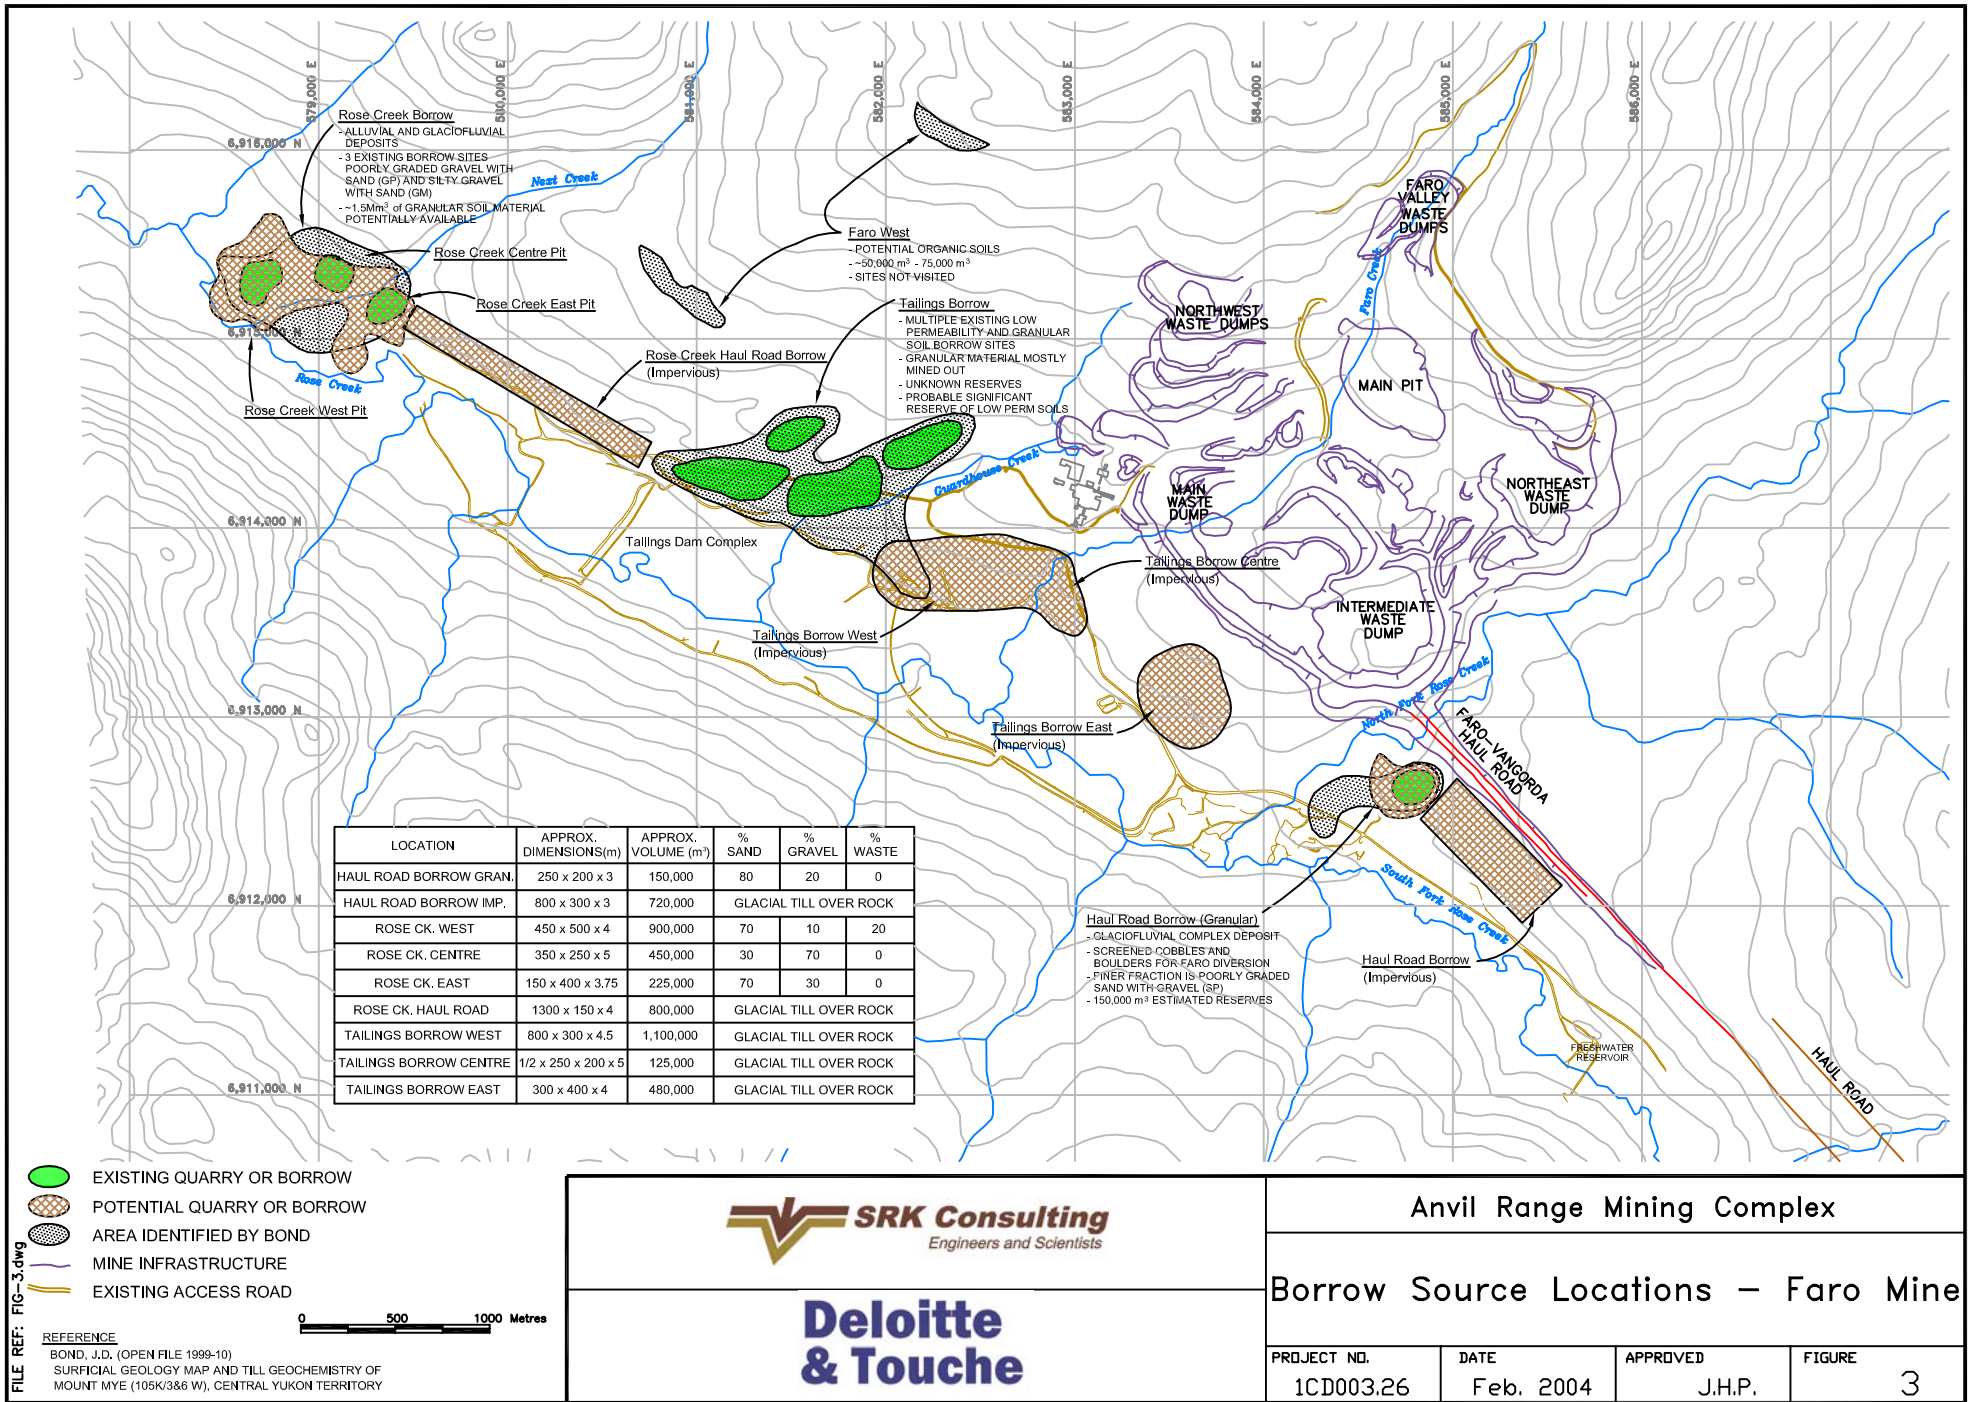 579,000 E
580,000 E
581,000 E
582,000 E
583,000 E
584,000 E
585,000 E
586,000 E
6,916,000 N
6,915,000 N
6,914,000 N
6,913,000 N
6,912,000 N
6,911,000 N
Rose Creek Borrow
- ALLUVIAL AND GLACIOFLUVIAL
DEPOSITS
- 3 EXISTING BORROW SITES
POORLY GRADED GRAVEL WITH
SAND (GP) AND SILTY GRAVEL
WITH SAND (GM)
- ~1.5Mm³ of GRANULAR SOIL MATERIAL
POTENTIALLY AVAILABLE
Next Creek
Rose Creek Centre Pit
Rose Creek East Pit
Rose Creek West Pit
Rose Creek
Rose Creek Haul Road Borrow
(Impervious)
Faro West
- POTENTIAL ORGANIC SOILS
- ~50,000 m³ - 75,000 m³
- SITES NOT VISITED
Tailings Borrow
- MULTIPLE EXISTING LOW
PERMEABILITY AND GRANULAR
SOIL BORROW SITES
- GRANULAR MATERIAL MOSTLY
MINED OUT
- UNKNOWN RESERVES
- PROBABLE SIGNIFICANT
RESERVE OF LOW PERM SOILS
FARO
VALLEY
WASTE
DUMPS
Faro Creek
NORTHWEST
WASTE DUMPS
MAIN PIT
Guardhouse Creek
MAIN
WASTE
DUMP
NORTHEAST
WASTE
DUMP
INTERMEDIATE
WASTE
DUMP
Tailings Dam Complex
Tailings Borrow Centre
(Impervious)
Tailings Borrow West
(Impervious)
Tailings Borrow East
(Impervious)
North Fork Rose Creek
FARO-VANGORDA
HAUL ROAD
South Fork Rose Creek
Haul Road Borrow (Granular)
- GLACIOFLUVIAL COMPLEX DEPOSIT
- SCREENED COBBLES AND
BOULDERS FOR FARO DIVERSION
- FINER FRACTION IS POORLY GRADED
SAND WITH GRAVEL (SP)
- 150,000 m³ ESTIMATED RESERVES
Haul Road Borrow
(Impervious)
FRESHWATER
RESERVOIR
HAUL ROAD
LOCATION APPROX. DIMENSIONS(m) APPROX. VOLUME (m³) % SAND % GRAVEL % WASTE
HAUL ROAD BORROW GRAN. 250 x 200 x 3 150,000 80 20 0
HAUL ROAD BORROW IMP. 800 x 300 x 3 720,000 GLACIAL TILL OVER ROCK
ROSE CK. WEST 450 x 500 x 4 900,000 70 10 20
ROSE CK. CENTRE 350 x 250 x 5 450,000 30 70 0
ROSE CK. EAST 150 x 400 x 3.75 225,000 70 30 0
ROSE CK. HAUL ROAD 1300 x 150 x 4 800,000 GLACIAL TILL OVER ROCK
TAILINGS BORROW WEST 800 x 300 x 4.5 1,100,000 GLACIAL TILL OVER ROCK
TAILINGS BORROW CENTRE 1/2 x 250 x 200 x 5 125,000 GLACIAL TILL OVER ROCK
TAILINGS BORROW EAST 300 x 400 x 4 480,000 GLACIAL TILL OVER ROCK
EXISTING QUARRY OR BORROW
POTENTIAL QUARRY OR BORROW
AREA IDENTIFIED BY BOND
MINE INFRASTRUCTURE
EXISTING ACCESS ROAD
0 500 1000 Metres
REFERENCE
BOND, J.D. (OPEN FILE 1999-10)
SURFICIAL GEOLOGY MAP AND TILL GEOCHEMISTRY OF
MOUNT MYE (105K/3&6 W), CENTRAL YUKON TERRITORY
FILE REF: FIG-3.dwg
SRK Consulting
Engineers and Scientists
Deloitte
& Touche
Anvil Range Mining Complex
Borrow Source Locations - Faro Mine
PROJECT NO.
1CD003.26
DATE
Feb. 2004
APPROVED
J.H.P.
FIGURE
3